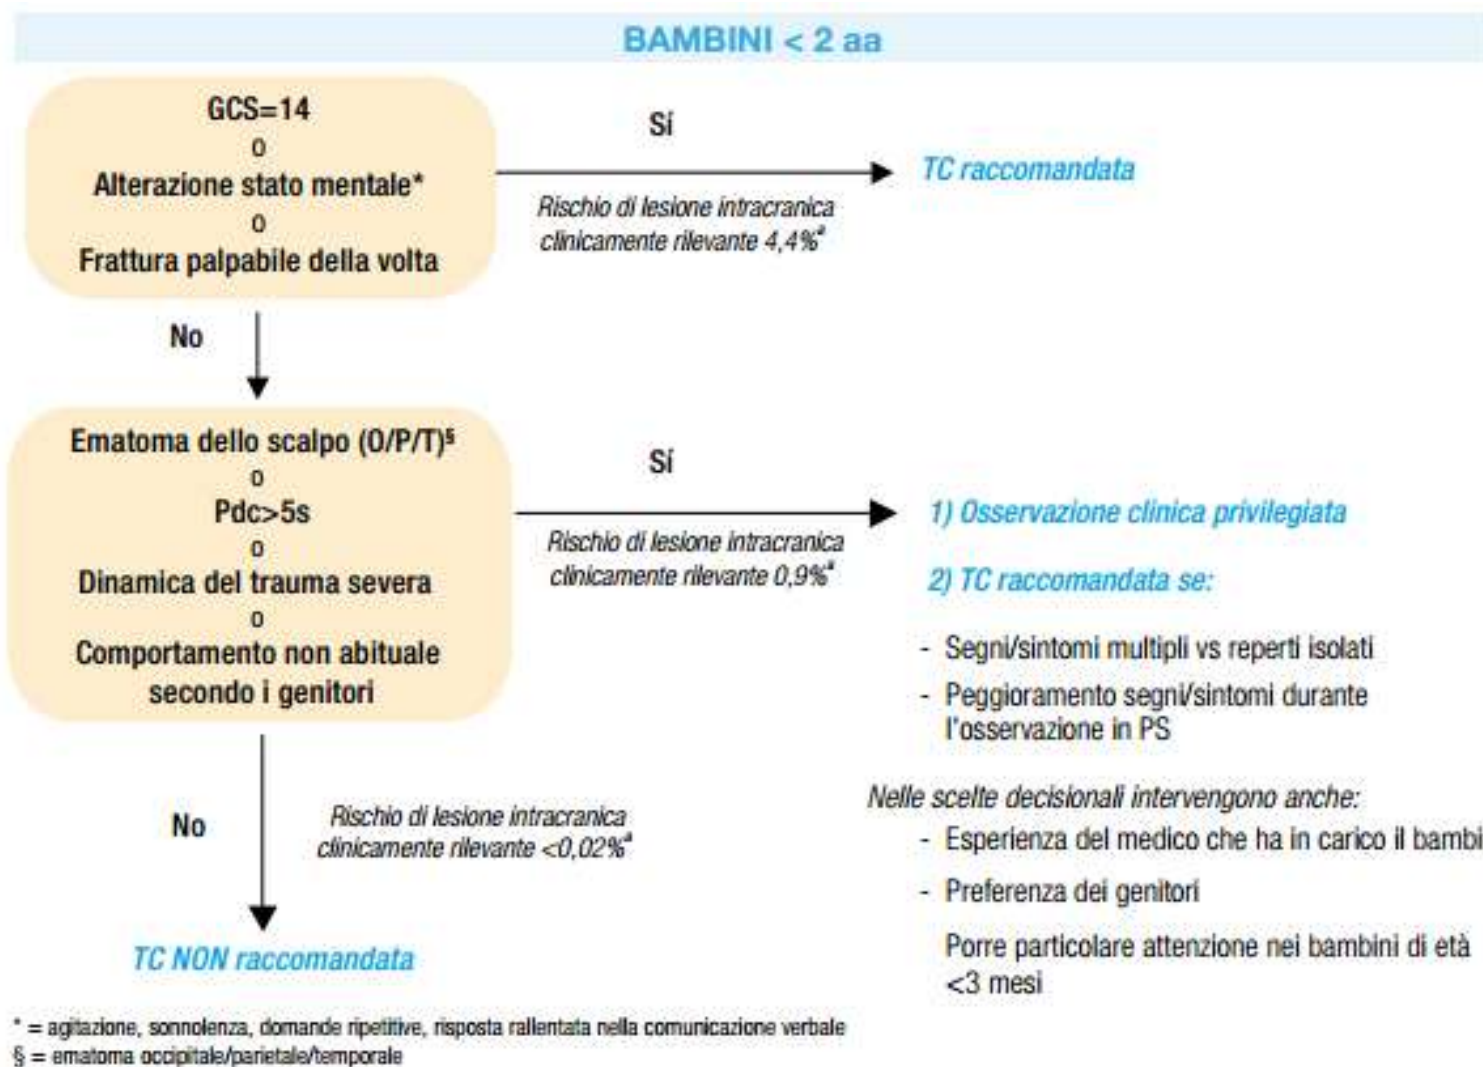 BAMBINI < 2 aa
GCS=14
o
Alterazione stato mentale*
o
Frattura palpabile della volta
Sí
Rischio di lesione intracranica
clinicamente rilevante 4,4%ª
TC raccomandata
No
Ematoma dello scalpo (O/P/T)§
o
Pdc>5s
o
Dinamica del trauma severa
o
Comportamento non abituale
secondo i genitori
Sí
Rischio di lesione intracranica
clinicamente rilevante 0,9%ª
1) Osservazione clinica privilegiata
2) TC raccomandata se:
- Segni/sintomi multipli vs reperti isolati
- Peggioramento segni/sintomi durante
l'osservazione in PS
Nelle scelte decisionali intervengono anche:
- Esperienza del medico che ha in carico il bambi
- Preferenza dei genitori
Porre particolare attenzione nei bambini di età
<3 mesi
No
Rischio di lesione intracranica
clinicamente rilevante <0,02%ª
TC NON raccomandata
* = agitazione, sonnolenza, domande ripetitive, risposta rallentata nella comunicazione verbale
§ = ematoma occipitale/parietale/temporale